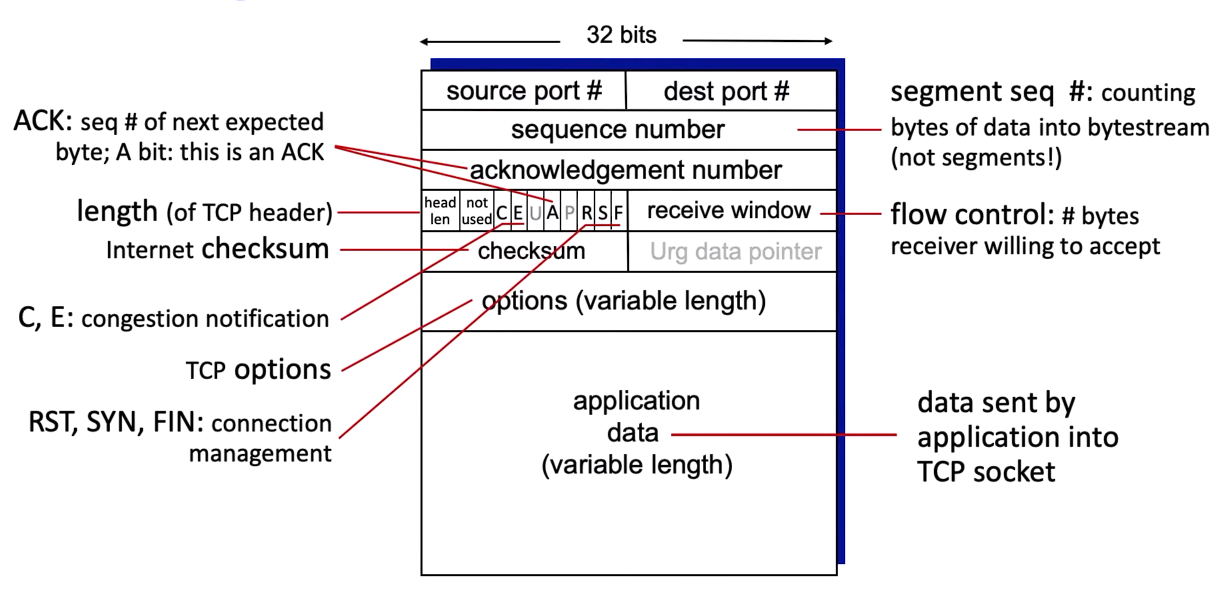 32 bits
source port #
dest port #
sequence number
acknowledgement number
head
len
not
used
C E U A P R S F
receive window
checksum
Urg data pointer
options (variable length)
application
data
(variable length)
ACK: seq # of next expected
byte; A bit: this is an ACK
length (of TCP header)
Internet checksum
C, E: congestion notification
TCP options
RST, SYN, FIN: connection
management
segment seq #: counting
bytes of data into bytestream
(not segments!)
flow control: # bytes
receiver willing to accept
data sent by
application into
TCP socket